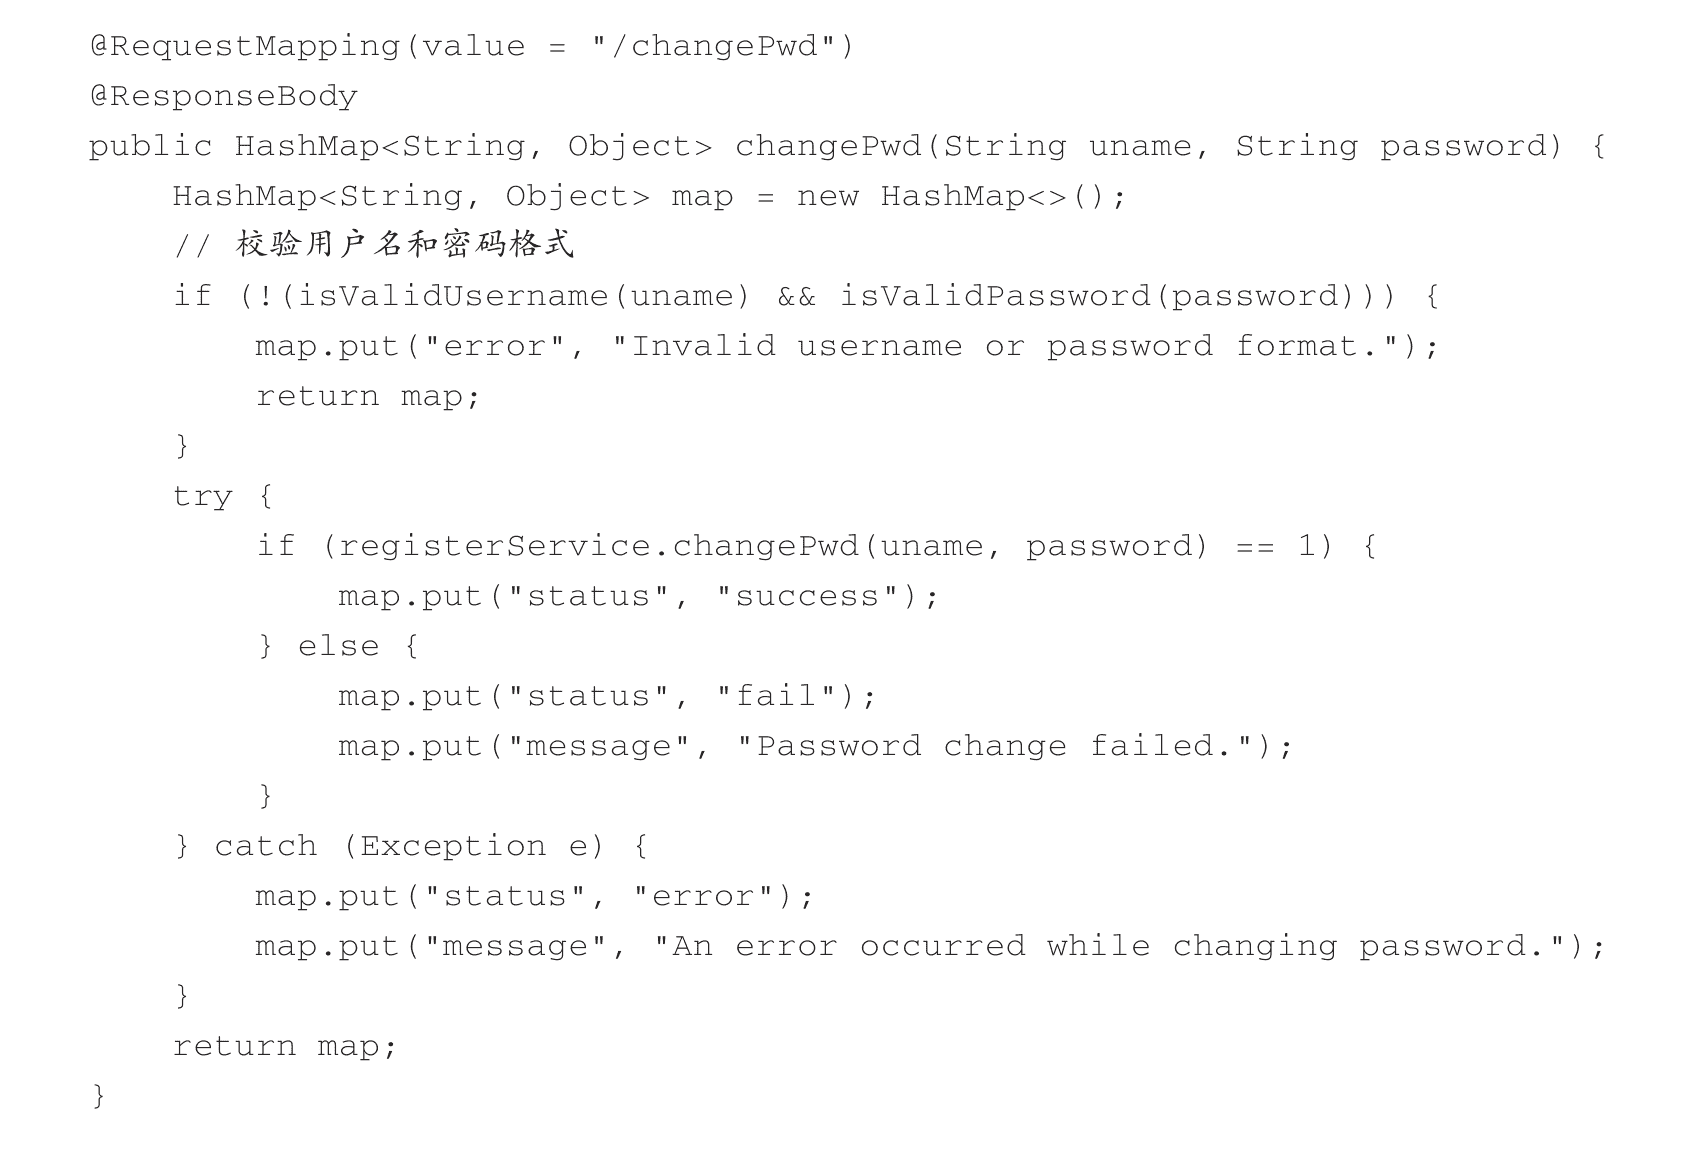 @RequestMapping(value = "/changePwd")
@ResponseBody
public HashMap<String, Object> changePwd(String uname, String password) {
    HashMap<String, Object> map = new HashMap<>();
    // 校验用户名和密码格式
    if (!(isValidUsername(uname) && isValidPassword(password))) {
        map.put("error", "Invalid username or password format.");
        return map;
    }
    try {
        if (registerService.changePwd(uname, password) == 1) {
            map.put("status", "success");
        } else {
            map.put("status", "fail");
            map.put("message", "Password change failed.");
        }
    } catch (Exception e) {
        map.put("status", "error");
        map.put("message", "An error occurred while changing password.");
    }
    return map;
}